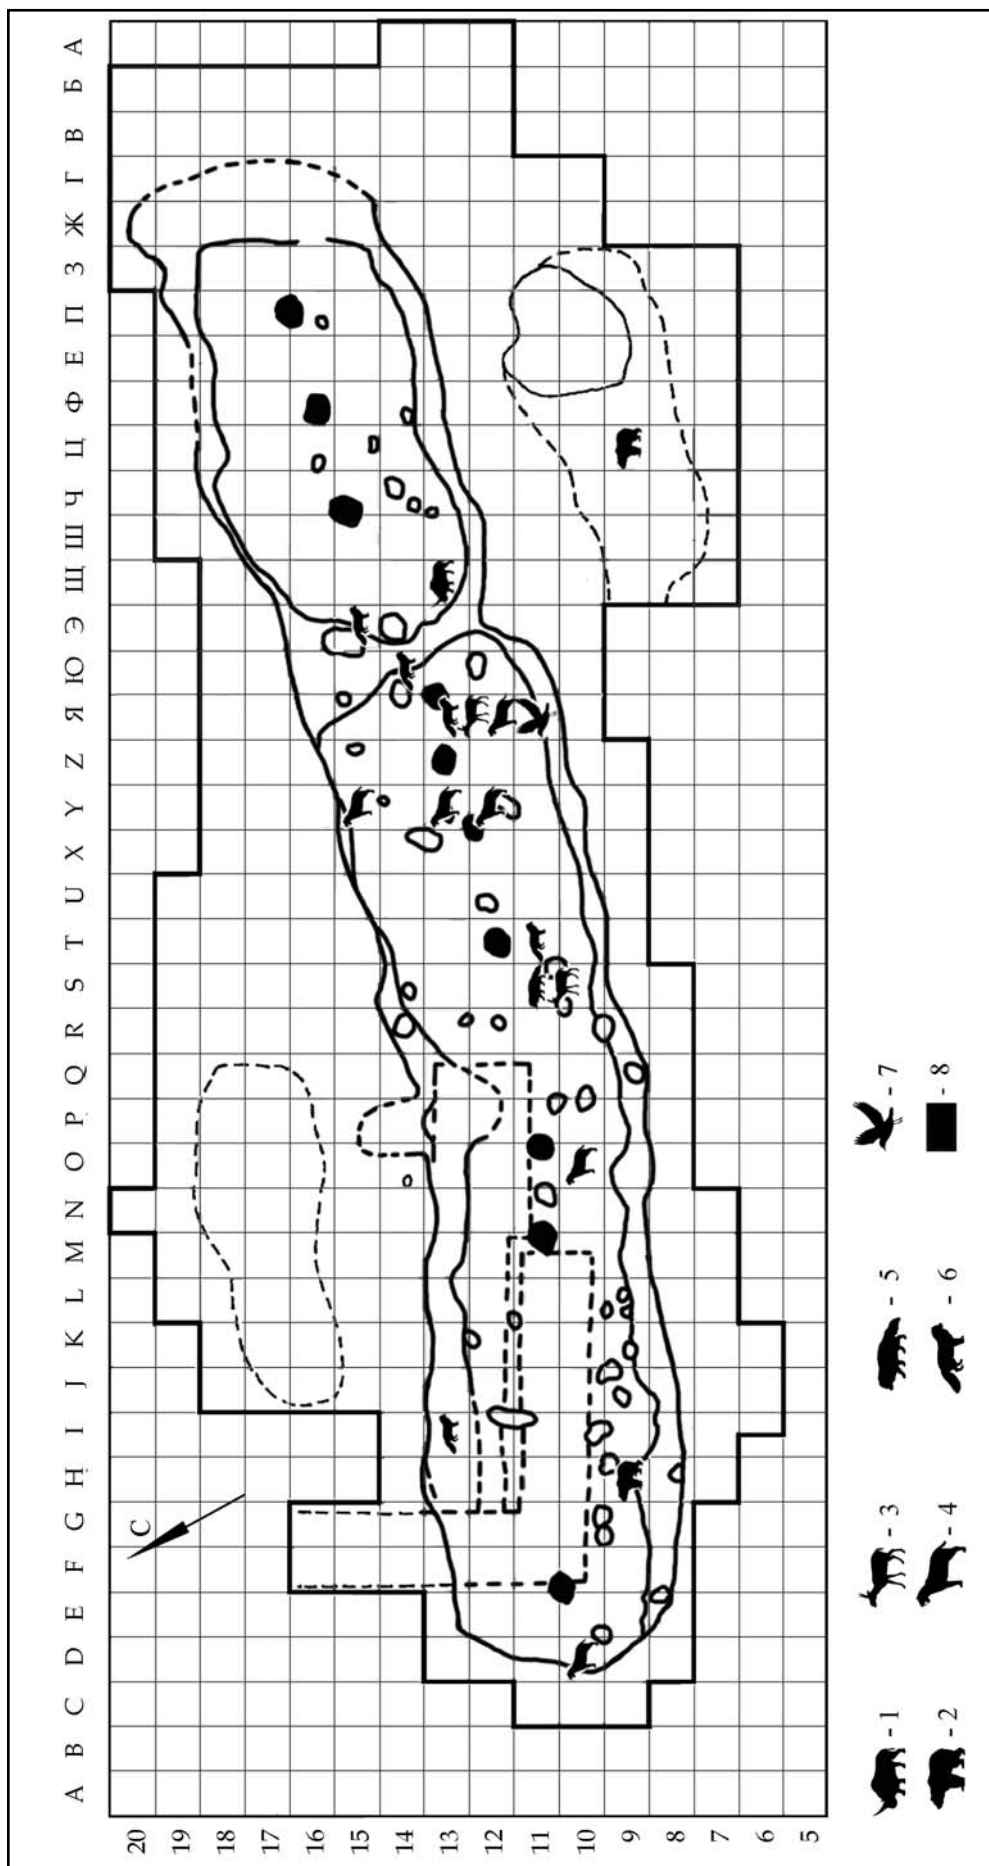 А
Б
В
Г
Ж
З
П
Е
Ф
Ц
Ч
Ш
Щ
Э
Ю
Я
Z
Y
X
U
T
S
R
Q
P
O
N
M
L
K
J
I
H
G
F
E
D
C
B
A
20 19 18 17 16 15 14 13 12 11 10 9 8 7 6 5
С
- 1
- 2
- 3
- 4
- 5
- 6
- 7
- 8